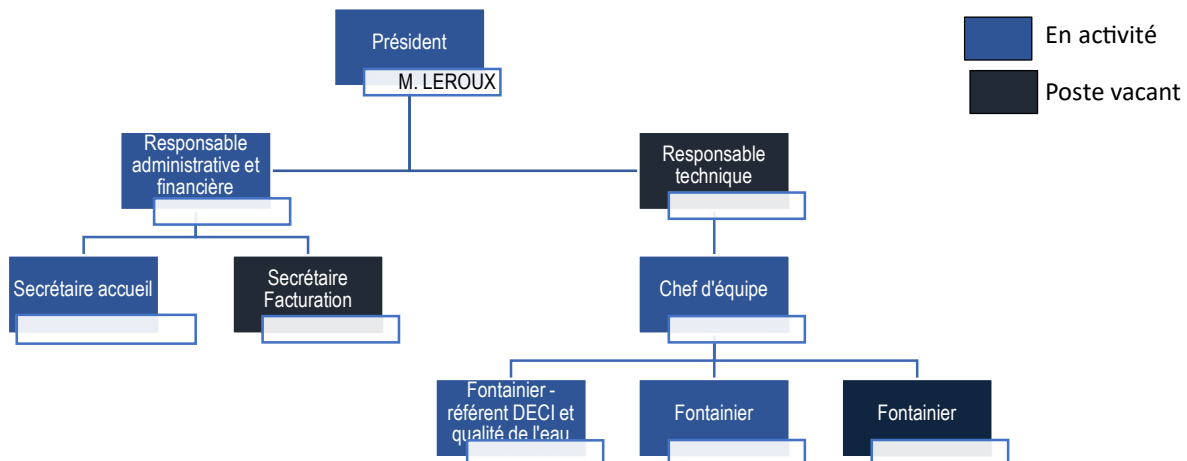 Président
M. LEROUX
En activité
Poste vacant
Responsable
administrative et
financière
Responsable
technique
Secrétaire accueil
Secrétaire
Facturation
Chef d'équipe
Fontainier -
référent DECI et
qualité de l'eau
Fontainier
Fontainier